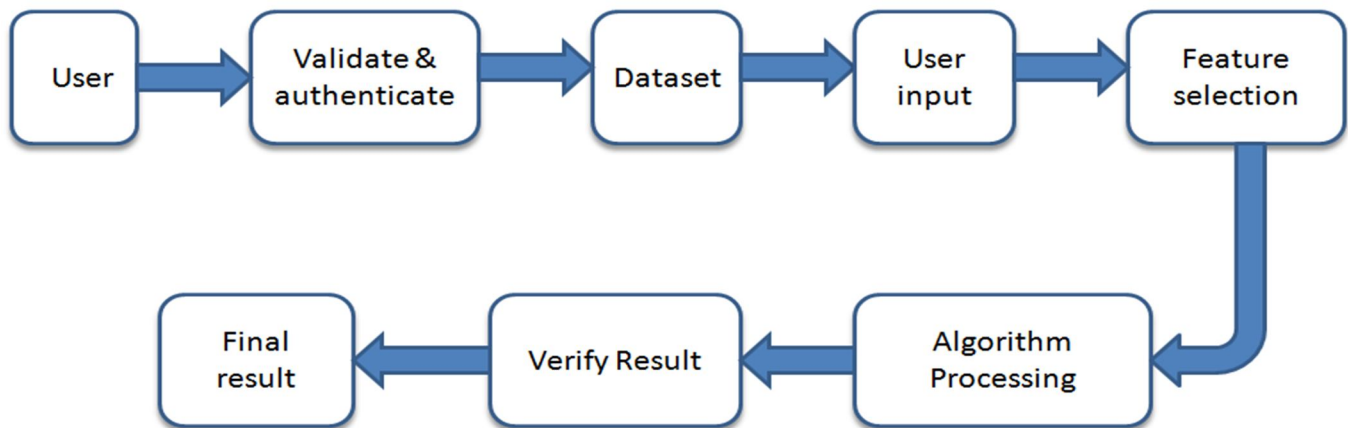 User
Validate &
authenticate
Dataset
User
input
Feature
selection
Algorithm
Processing
Verify Result
Final
result